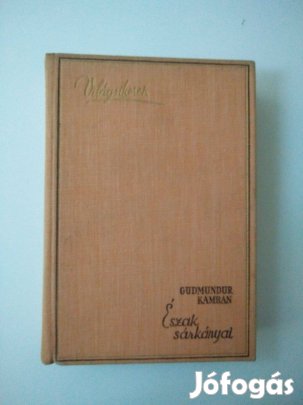 Világsikerek
GUDMUNDUR
KAMBAN
Észak
sárkányai
Jófogás